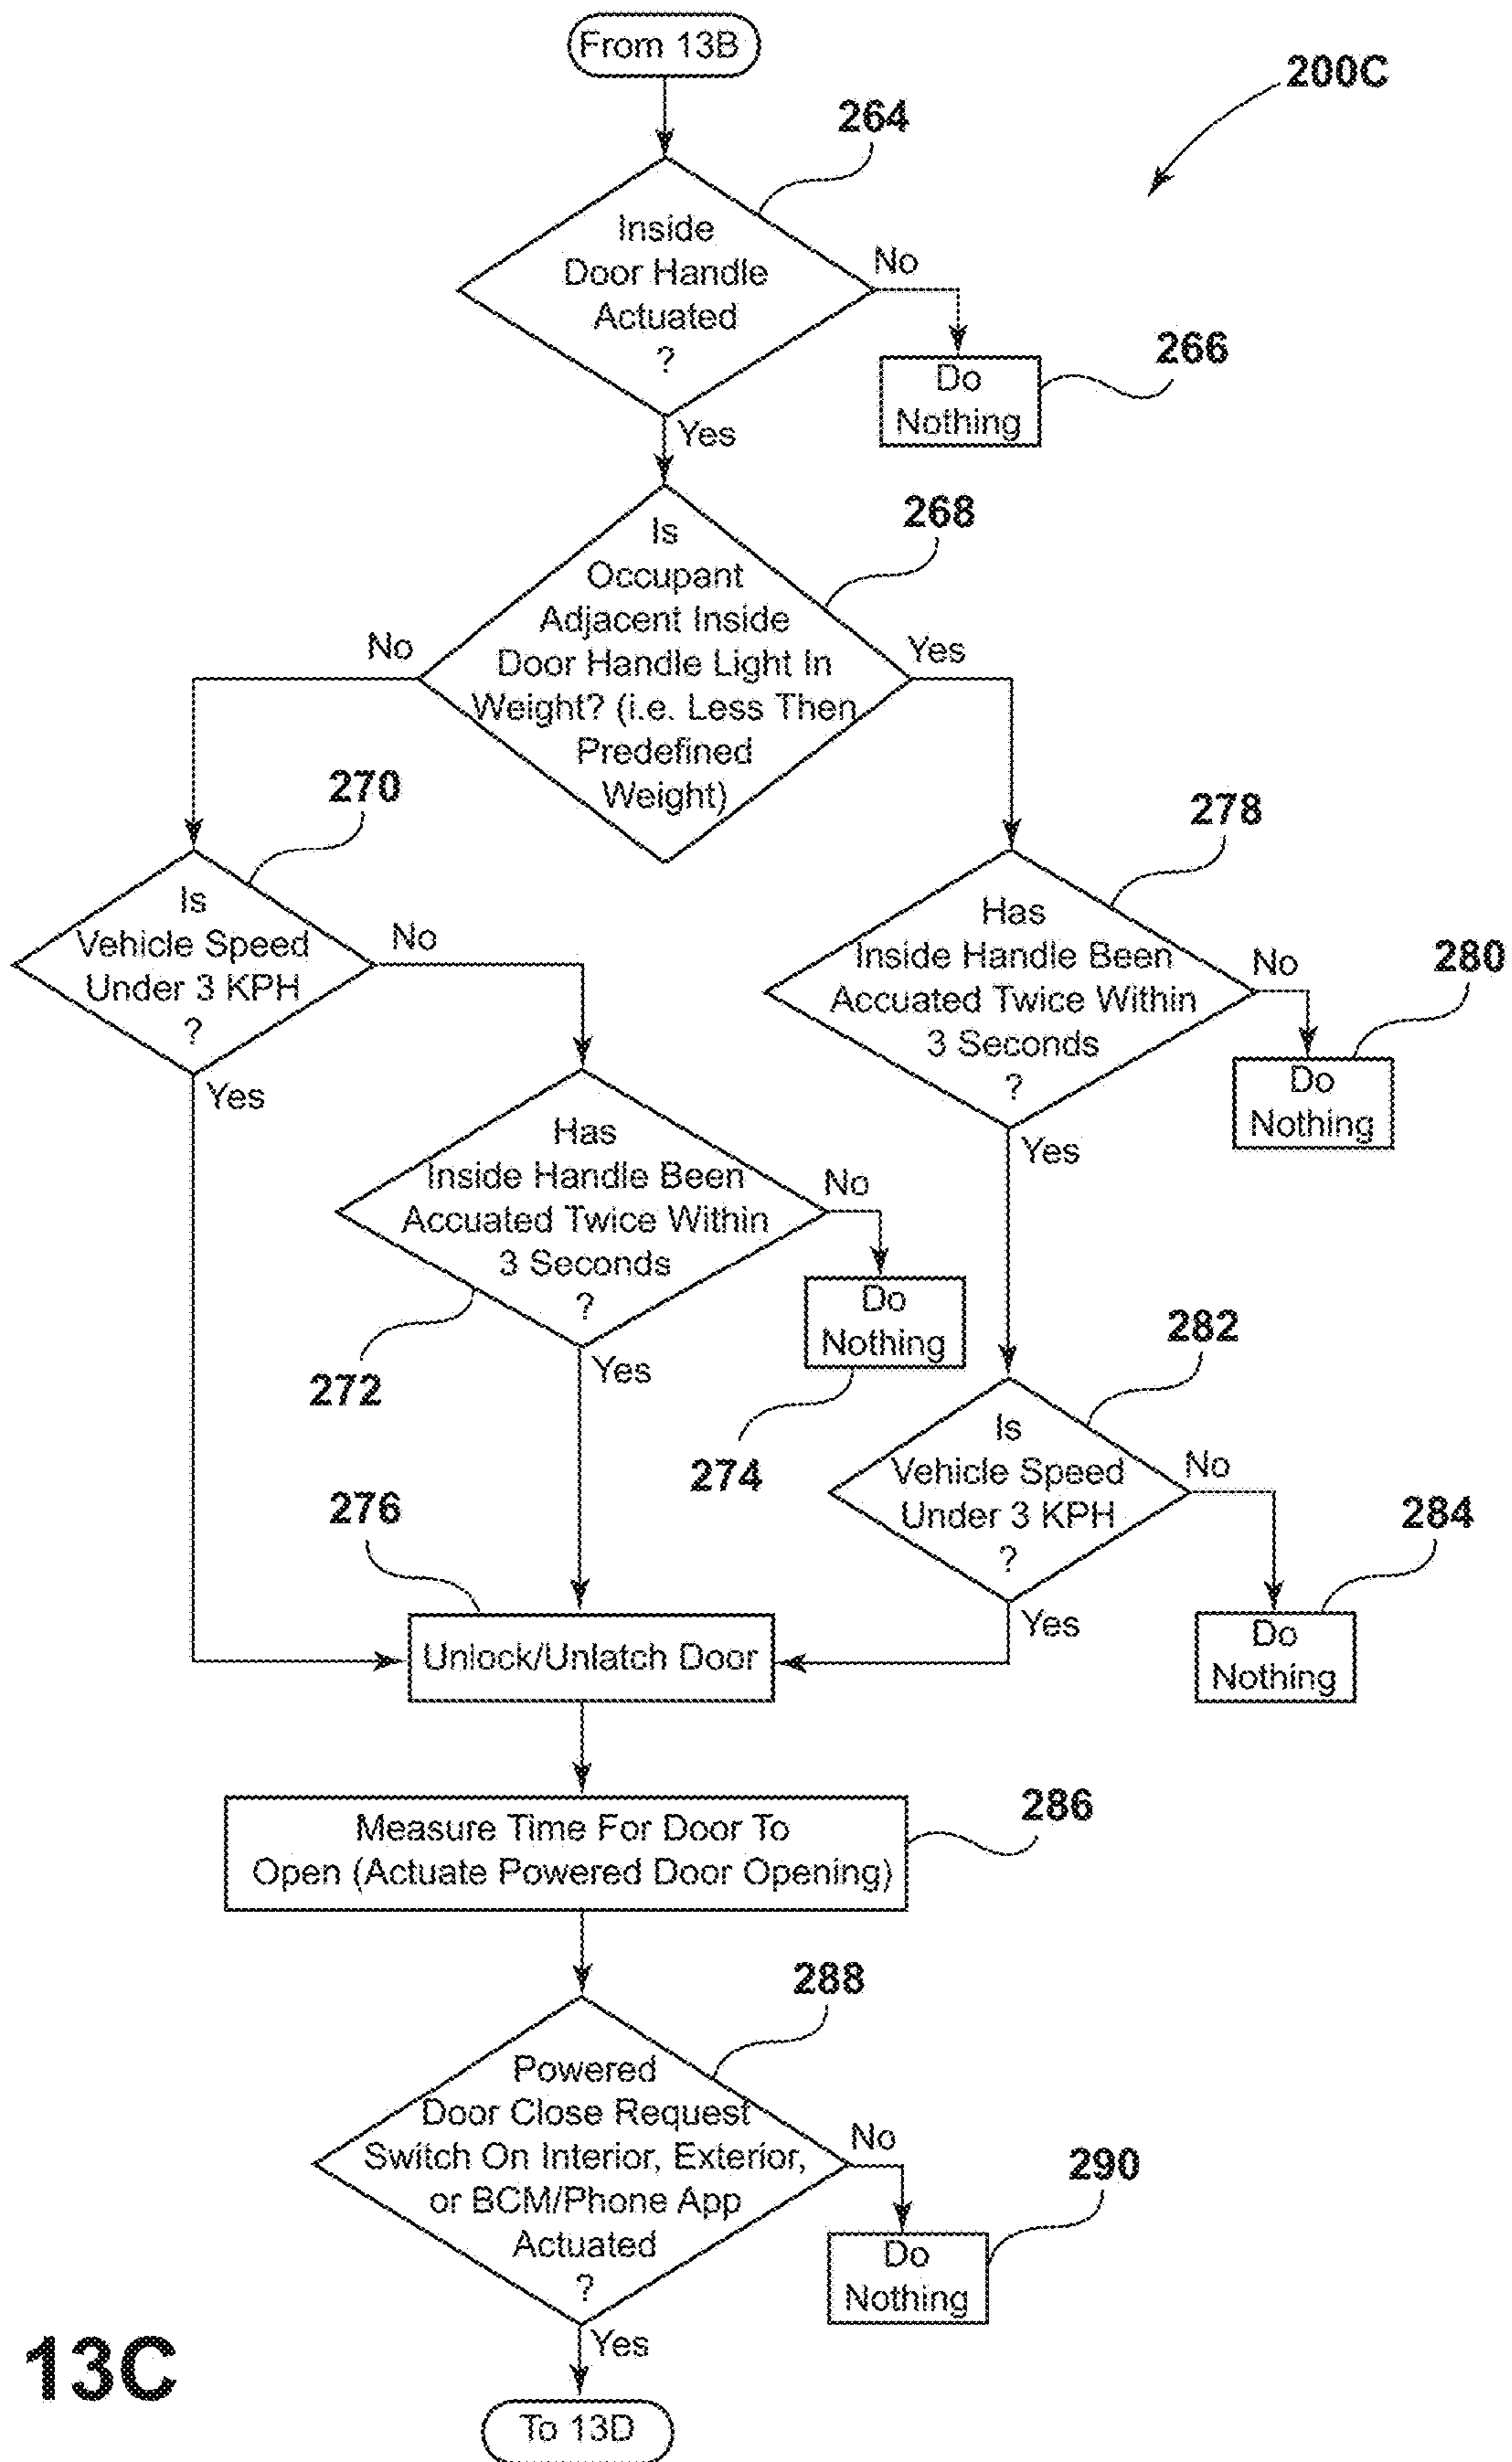 From 13B
200C
264
Inside
Door Handle
Actuated
?
No
266
Do
Nothing
Yes
268
Is
Occupant
Adjacent Inside
Door Handle Light In
Weight? (i.e. Less Then
Predefined
Weight)
No
Yes
270
Is
Vehicle Speed
Under 3 KPH
?
No
Yes
278
Has
Inside Handle Been
Accuated Twice Within
3 Seconds
?
No
280
Do
Nothing
Yes
Has
Inside Handle Been
Accuated Twice Within
3 Seconds
?
No
272
Do
Nothing
274
Yes
282
Is
Vehicle Speed
Under 3 KPH
?
No
284
Do
Nothing
Yes
276
Unlock/Unlatch Door
286
Measure Time For Door To
Open (Actuate Powered Door Opening)
288
Powered
Door Close Request
Switch On Interior, Exterior,
or BCM/Phone App
Actuated
?
No
290
Do
Nothing
Yes
To 13D
13C